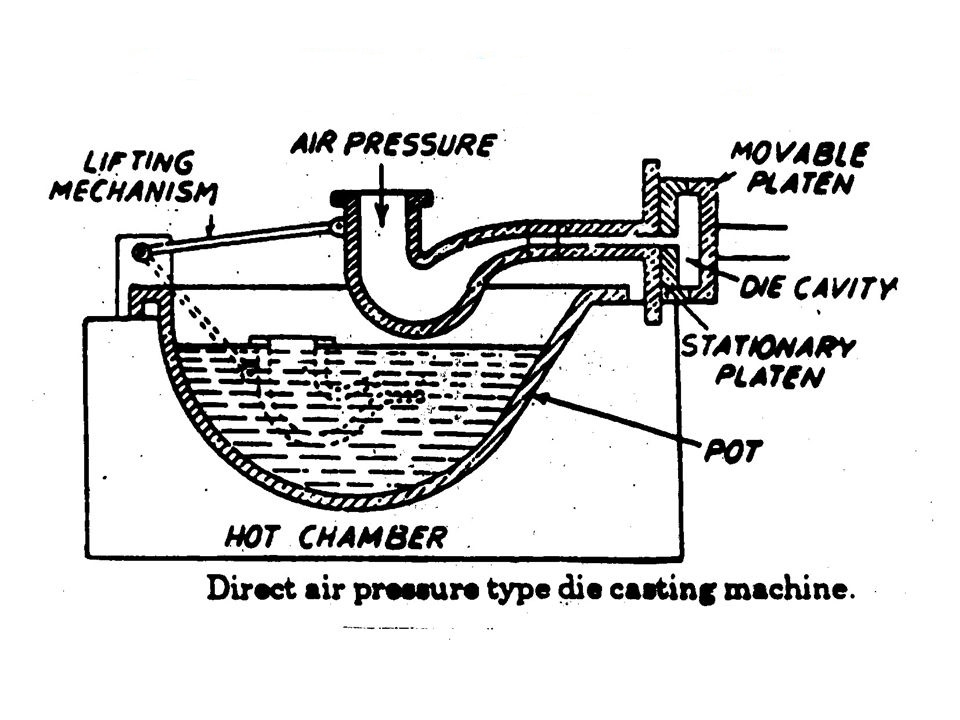 AIR PRESSURE
LIFTING
MECHANISM
MOVABLE
PLATEN
DIE CAVITY
STATIONARY
PLATEN
POT
HOT CHAMBER
Direct air pressure type die casting machine.